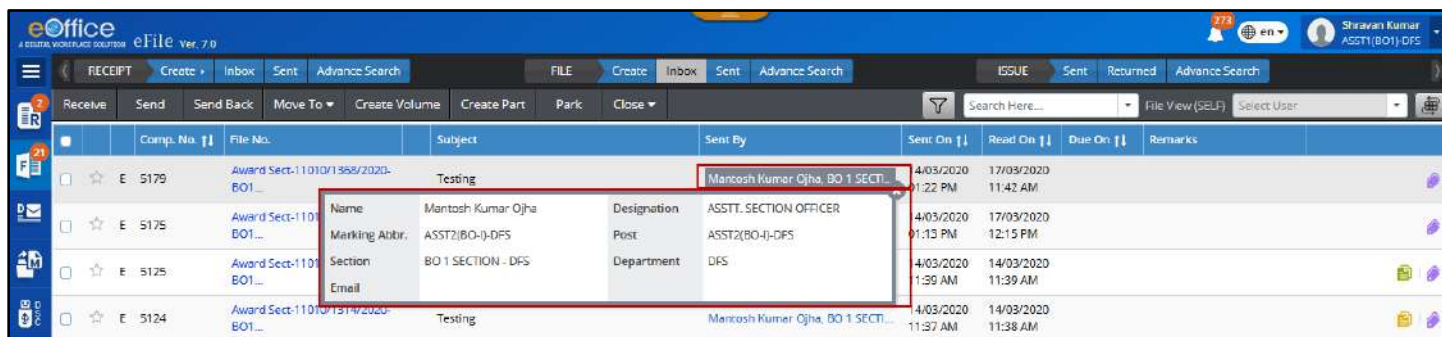 eOffice
A DIGITAL WORKPLACE SOLUTION eFile Ver. 7.0
273
en
Shravan Kumar
ASST1(BO1)-DFS
RECEIPT Create Inbox Sent Advance Search FILE Create Inbox Sent Advance Search ISSUE Sent Returned Advance Search
Receive Send Send Back Move To Create Volume Create Part Park Close Search Here... File View (SELF) Select User
2
R
21
F
D
M
DSC
Comp. No. File No. Subject Sent By Sent On Read On Due On Remarks
E 5179 Award Sect-11010/1368/2020-BO1... Testing Mantosh Kumar Ojha, BO 1 SECTI... 4/03/2020 01:22 PM 17/03/2020 11:42 AM
Name Mantosh Kumar Ojha Designation ASSTT. SECTION OFFICER
Marking Abbr. ASST2(BO-I)-DFS Post ASST2(BO-I)-DFS
Section BO 1 SECTION - DFS Department DFS
Email
E 5175 Award Sect-1101 BO1... 4/03/2020 01:13 PM 17/03/2020 12:15 PM
E 5125 Award Sect-1101 BO1... 4/03/2020 11:39 AM 14/03/2020 11:39 AM
E 5124 Award Sect-11010/1314/2020-BO1... Testing Mantosh Kumar Ojha, BO 1 SECTI... 4/03/2020 11:37 AM 14/03/2020 11:38 AM